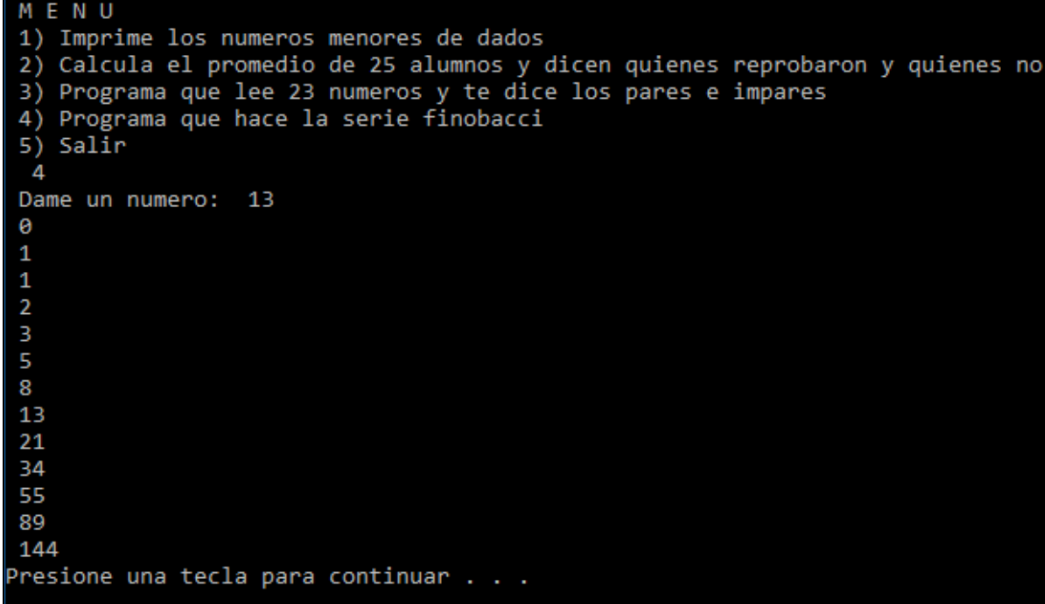 M E N U
1) Imprime los numeros menores de dados
2) Calcula el promedio de 25 alumnos y dicen quienes reprobaron y quienes no
3) Programa que lee 23 numeros y te dice los pares e impares
4) Programa que hace la serie finobacci
5) Salir
4
Dame un numero:  13
0
1
1
2
3
5
8
13
21
34
55
89
144
Presione una tecla para continuar . . .